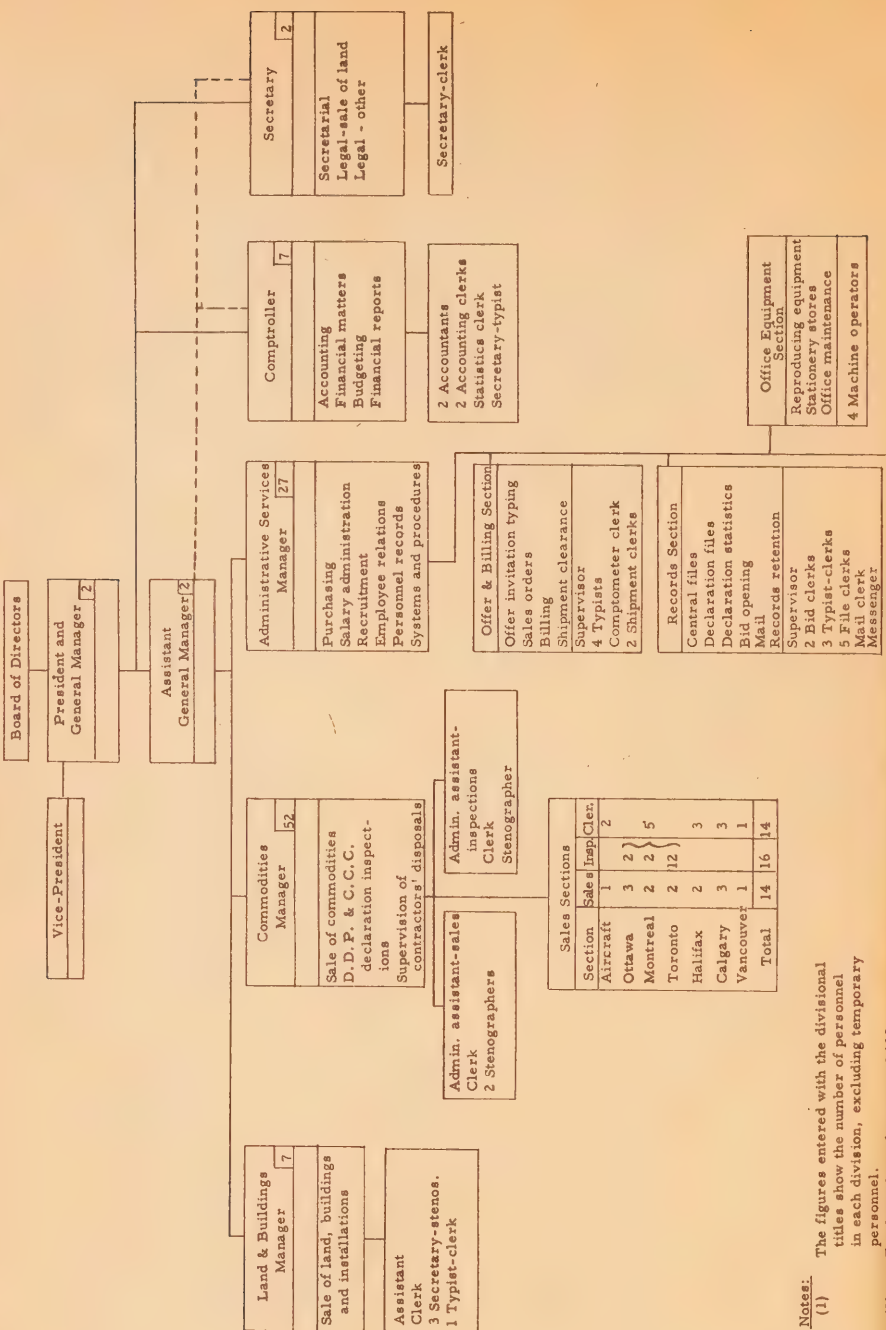 Board of Directors
President and
General Manager 2
Vice-President
Assistant
General Manager 2
Land & Buildings
Manager 7
Sale of land, buildings
and installations
Assistant
Clerk
3 Secretary-stenos.
1 Typist-clerk
Commodities
Manager 52
Sale of commodities
D.D.P. & C.C.C.
declaration inspect-
ions
Supervision of
contractors' disposals
Admin. assistant-sales
Clerk
2 Stenographers
Admin. assistant-
inspections
Clerk
Stenographer
Sales Sections
Section Sales Insp. Cler.
Aircraft 1 2
Ottawa 3 2
Montreal 2 2 5
Toronto 2 12
Halifax 2 3
Calgary 3 3
Vancouver 1 1
Total 14 16 14
Administrative Services
Manager 27
Purchasing
Salary administration
Recruitment
Employee relations
Personnel records
Systems and procedures
Offer & Billing Section
Offer invitation typing
Sales orders
Billing
Shipment clearance
Supervisor
4 Typists
Comptometer clerk
2 Shipment clerks
Records Section
Central files
Declaration files
Declaration statistics
Bid opening
Mail
Records retention
Supervisor
2 Bid clerks
3 Typist-clerks
5 File clerks
Mail clerk
Messenger
Office Equipment
Section
Reproducing equipment
Stationery stores
Office maintenance
4 Machine operators
Comptroller
7
Accounting
Financial matters
Budgeting
Financial reports
2 Accountants
2 Accounting clerks
Statistics clerk
Secretary-typist
Secretary
2
Secretarial
Legal-sale of land
Legal - other
Secretary-clerk
Notes:
(1) The figures entered with the divisional
titles show the number of personnel
in each division, excluding temporary
personnel.